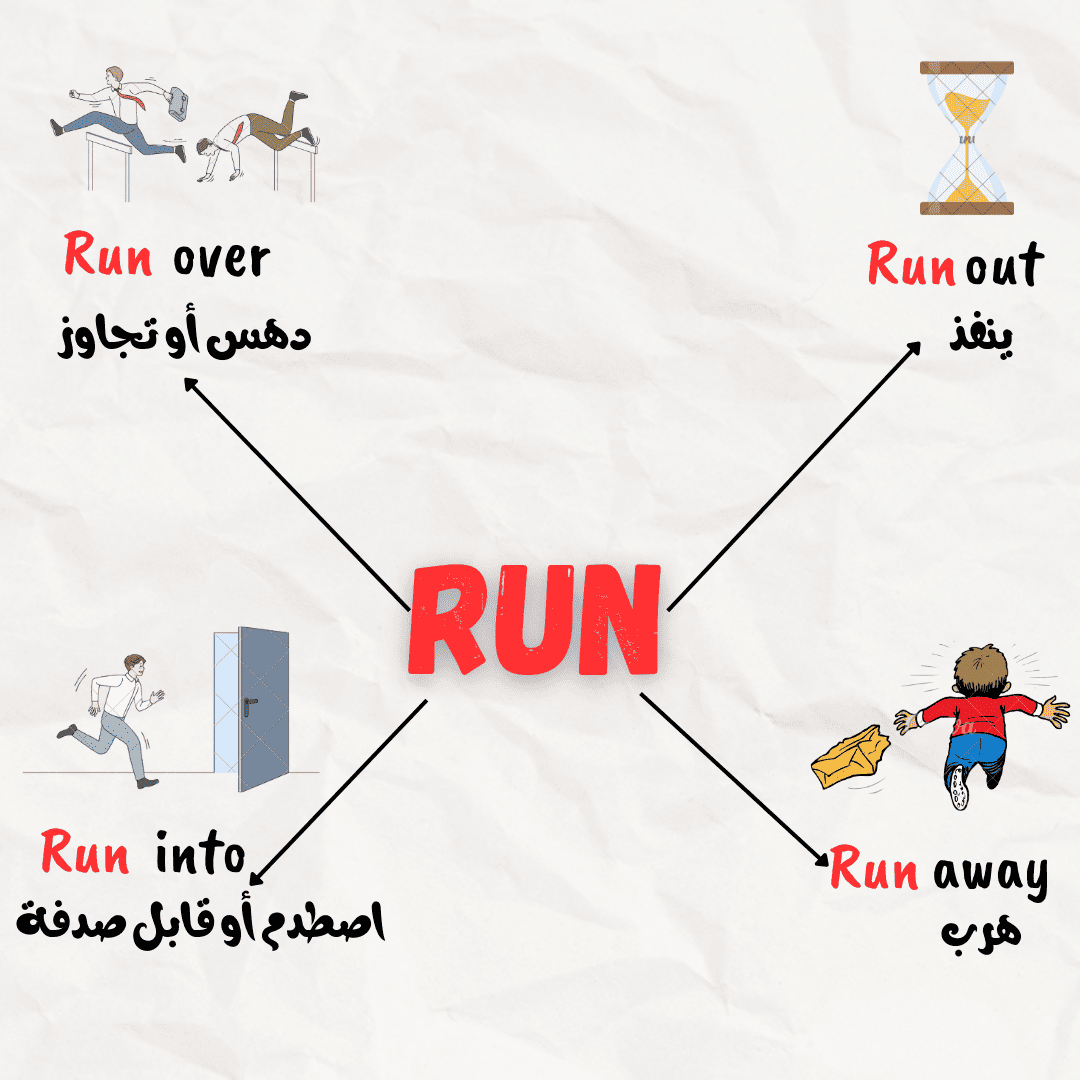 Run over
دهس أو تجاوز
Run out
ينفذ
RUN
Run into
اصطدم أو قابل صدفة
Run away
هرب